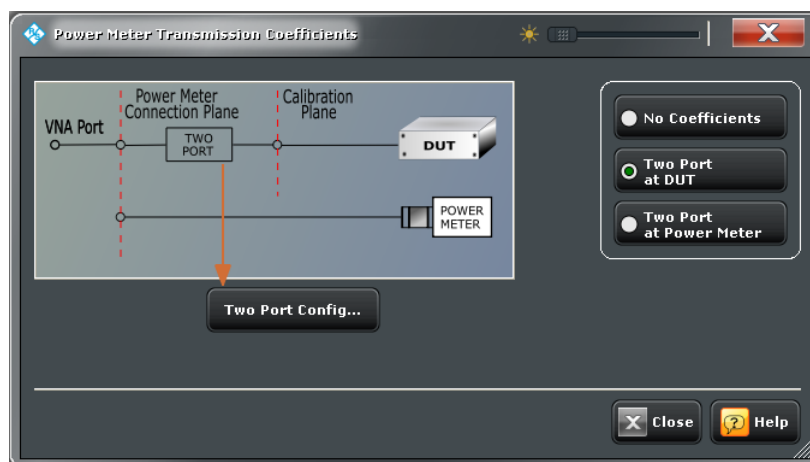 Power Meter Transmission Coefficients
Power Meter
Connection Plane
Calibration
Plane
VNA Port
TWO
PORT
DUT
POWER
METER
Two Port Config...
No Coefficients
Two Port
at DUT
Two Port
at Power Meter
X Close
? Help